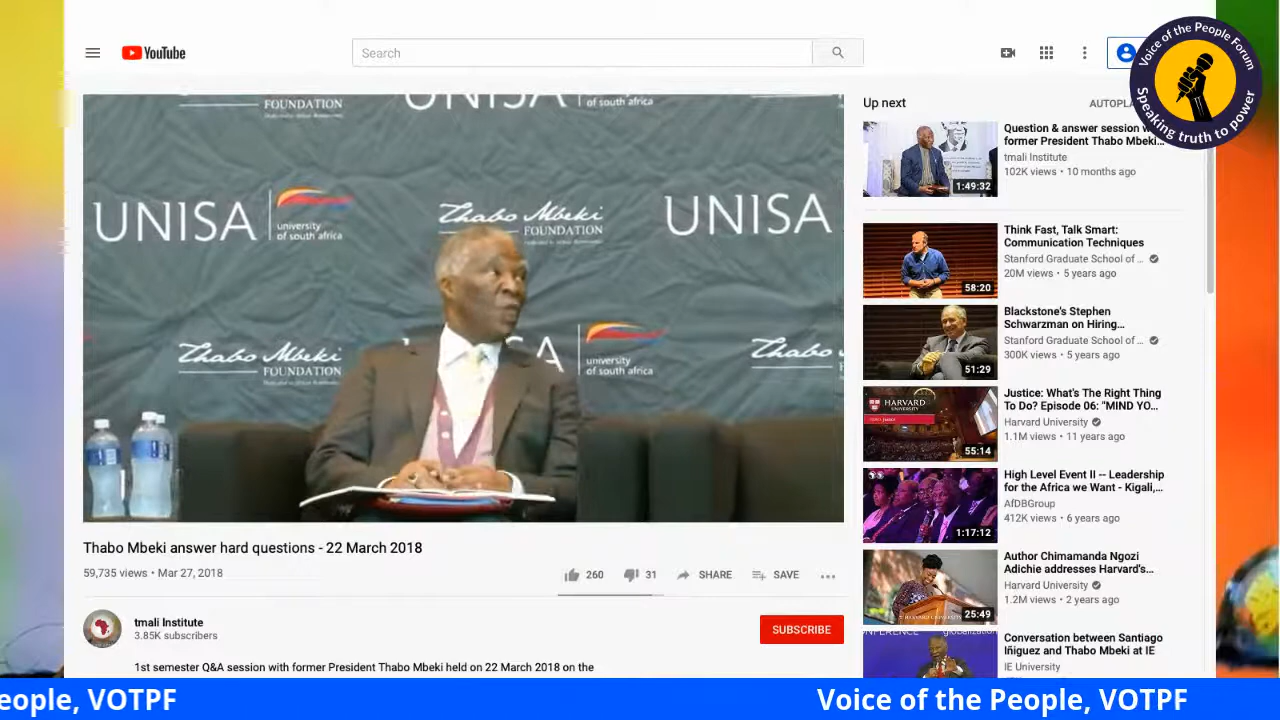 YouTube
Search
Voice of the People Forum
Speaking truth to power
FOUNDATION
UNISA
of south africa
UNISA
university
of south africa
Thabo Mbeki
FOUNDATION
UNISA
Thabo Mbeki
FOUNDATION
university
of south africa
Thabo Mbeki
FOUNDATION
Thabo Mbeki answer hard questions - 22 March 2018
59,735 views • Mar 27, 2018
260
31
SHARE
SAVE
tmali Institute
3.85K subscribers
SUBSCRIBE
1st semester Q&A session with former President Thabo Mbeki held on 22 March 2018 on the
Up next
AUTOPLA
1:49:32
Question & answer session w
former President Thabo Mbeki...
tmali Institute
102K views • 10 months ago
58:20
Think Fast, Talk Smart:
Communication Techniques
Stanford Graduate School of ...
20M views • 5 years ago
51:29
Blackstone's Stephen
Schwarzman on Hiring...
Stanford Graduate School of ...
300K views • 5 years ago
HARVARD
UNIVERSITY
55:14
Justice: What's The Right Thing
To Do? Episode 06: "MIND YO...
Harvard University
1.1M views • 11 years ago
1:17:12
High Level Event II -- Leadership
for the Africa we Want - Kigali,...
AfDBGroup
412K views • 6 years ago
25:49
Author Chimamanda Ngozi
Adichie addresses Harvard's...
Harvard University
1.2M views • 2 years ago
Conversation between Santiago
Iñiguez and Thabo Mbeki at IE
IE University
eople, VOTPF
Voice of the People, VOTPF